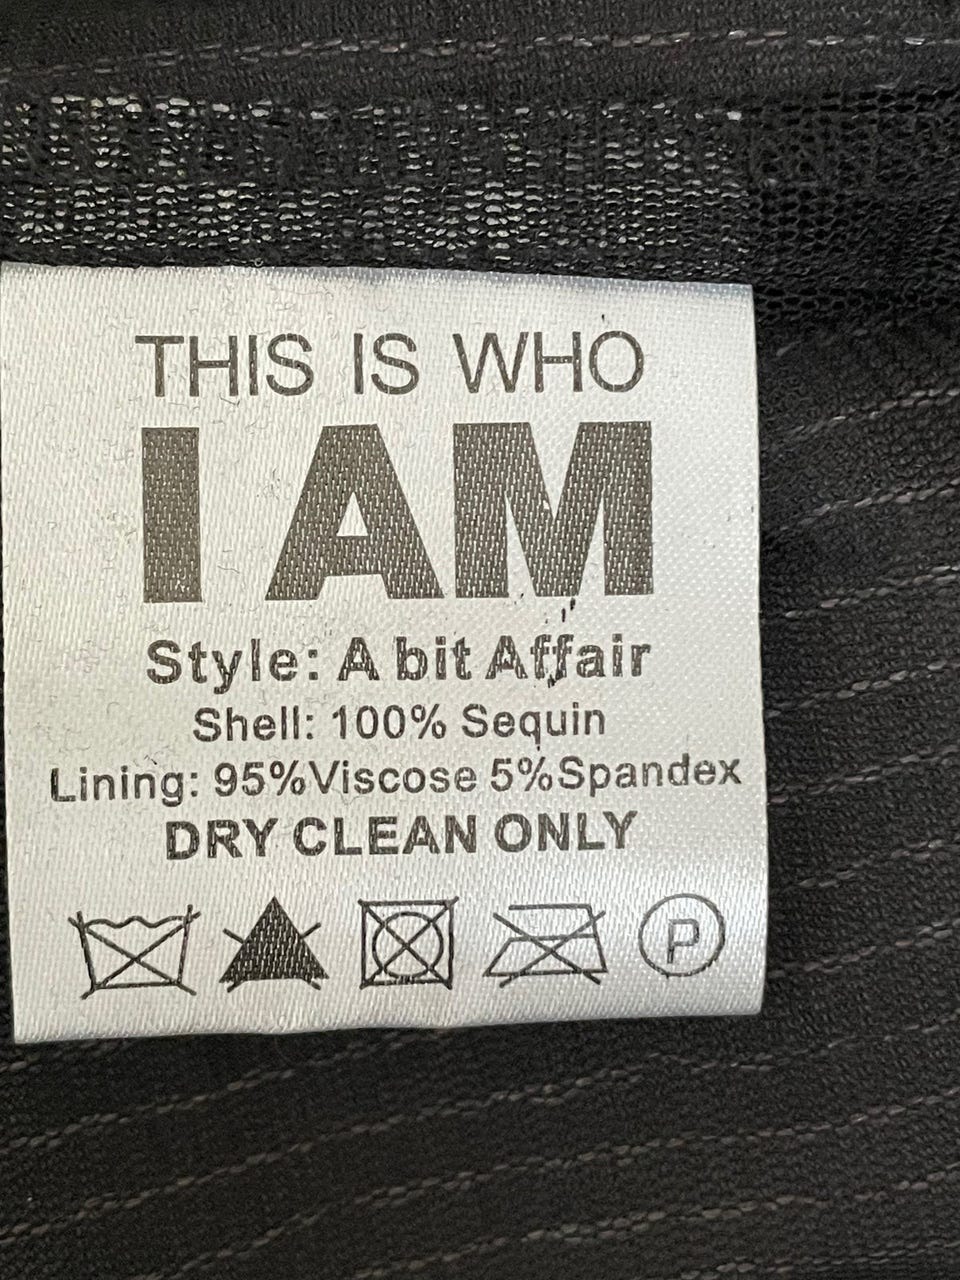 THIS IS WHO
I AM
Style: A bit Affair
Shell: 100% Sequin
Lining: 95%Viscose 5%Spandex
DRY CLEAN ONLY
P